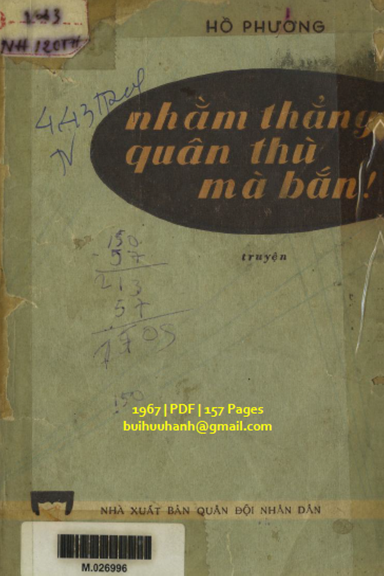 HỒ PHƯƠNG
nhằm thẳng
quân thù
mà bắn!
truyện
150
57
213
57
150
1967 | PDF | 157 Pages
buihuuhanh@gmail.com
NHÀ XUẤT BẢN QUÂN ĐỘI NHÂN DÂN
M.026996